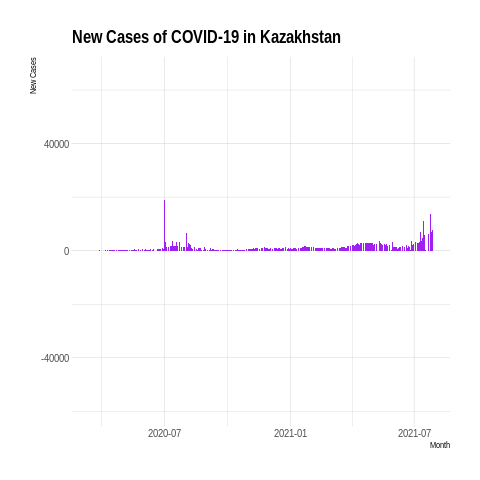 New Cases of COVID-19 in Kazakhstan
New Cases
40000
0
-40000
2020-07
2021-01
2021-07
Month